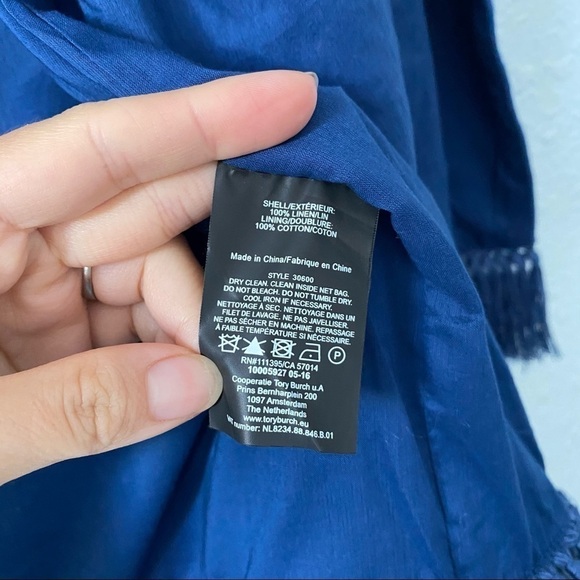 SHELL/EXTÉRIEUR:
100% LINEN/LIN
LINING/DOUBLURE:
100% COTTON/COTON
Made in China/Fabrique en Chine
STYLE 30600
DRY CLEAN. CLEAN INSIDE NET BAG.
DO NOT BLEACH. DO NOT TUMBLE DRY.
COOL IRON IF NECESSARY.
NETTOYAGE À SEC. NETTOYAGE DANS UN
FILET DE LAVAGE. NE PAS JAVELLISER.
NE PAS SÉCHER EN MACHINE. REPASSAGE
À FAIBLE TEMPÉRATURE SI NÉCESSAIRE.
P
RN#111395/CA 57014
10005927 05-16
Cooperatie Tory Burch u.A
Prins Bernharplein 200
1097 Amsterdam
The Netherlands
www.toryburch.eu
Vat number: NL8234.88.846.B.01